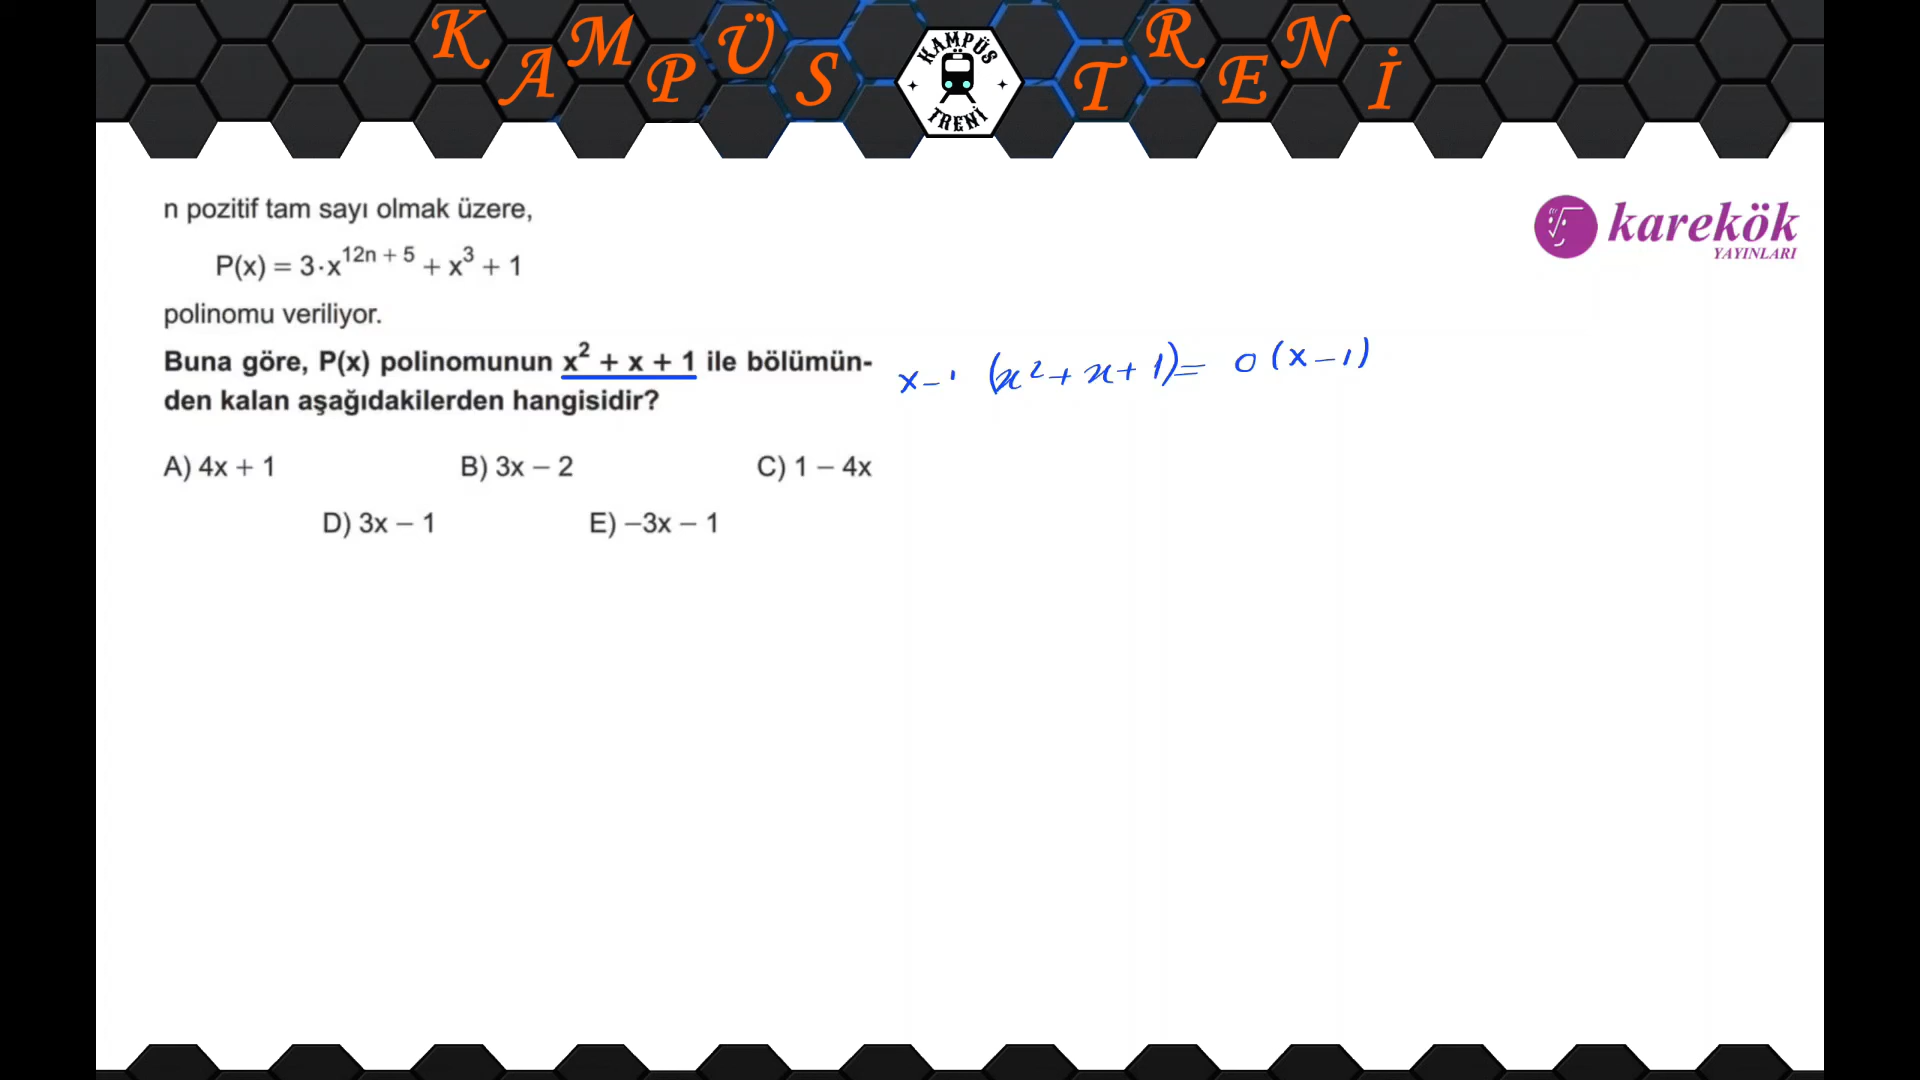 KAMPÜS TRENİ
KAMPÜS
TRENİ
karekök
YAYINLARI
n pozitif tam sayı olmak üzere,
P(x) = 3·x^{12n + 5} + x^3 + 1
polinomu veriliyor.
Buna göre, P(x) polinomunun x^2 + x + 1 ile bölümün-
den kalan aşağıdakilerden hangisidir?
x-1 (x^2+x+1)= 0(x-1)
A) 4x + 1 B) 3x – 2 C) 1 – 4x
D) 3x – 1 E) –3x – 1